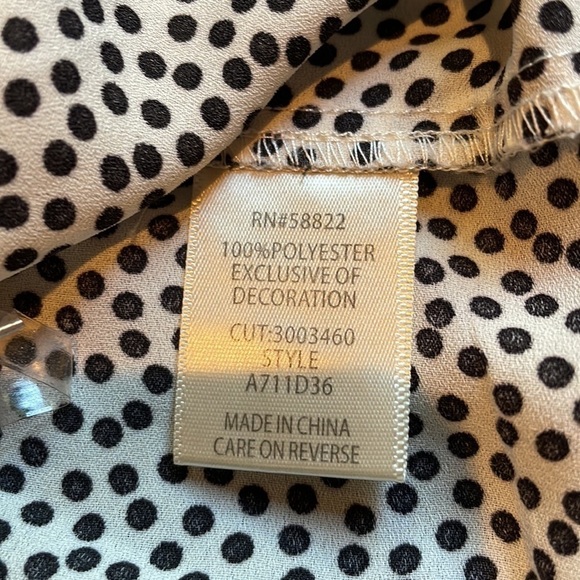 RN#58822
100%POLYESTER
EXCLUSIVE OF
DECORATION
CUT:3003460
STYLE
A711D36
MADE IN CHINA
CARE ON REVERSE